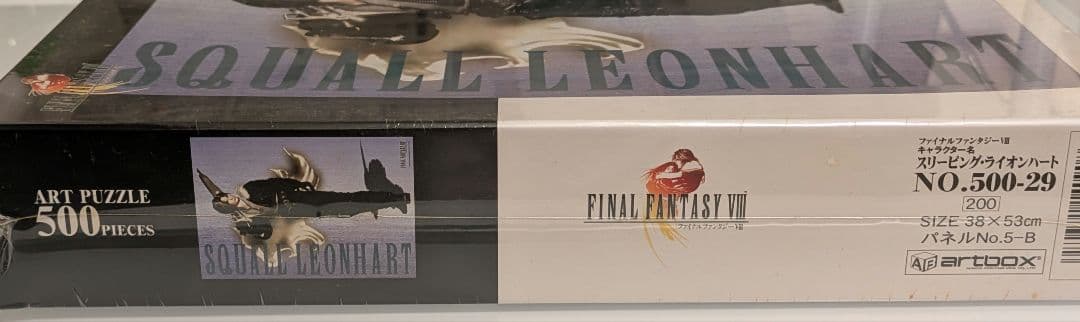 SQUALL LEONHART
ART PUZZLE
500 PIECES
SQUALL LEONHART
FINAL FANTASY VIII
ファイナルファンタジーVIII
ファイナルファンタジーVIII
キャラクター名
スリーピング・ライオンハート
NO.500-29
200
SIZE 38×53cm
パネルNo.5-B
artbox